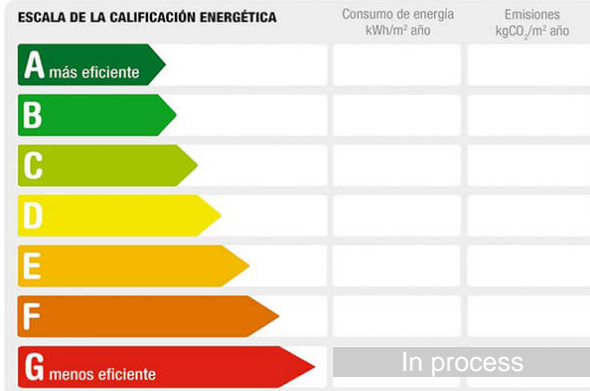 ESCALA DE LA CALIFICACIÓN ENERGÉTICA
Consumo de energía
kWh/m² año
Emisiones
kgCO₂/m² año
A más eficiente
B
C
D
E
F
G menos eficiente
In process